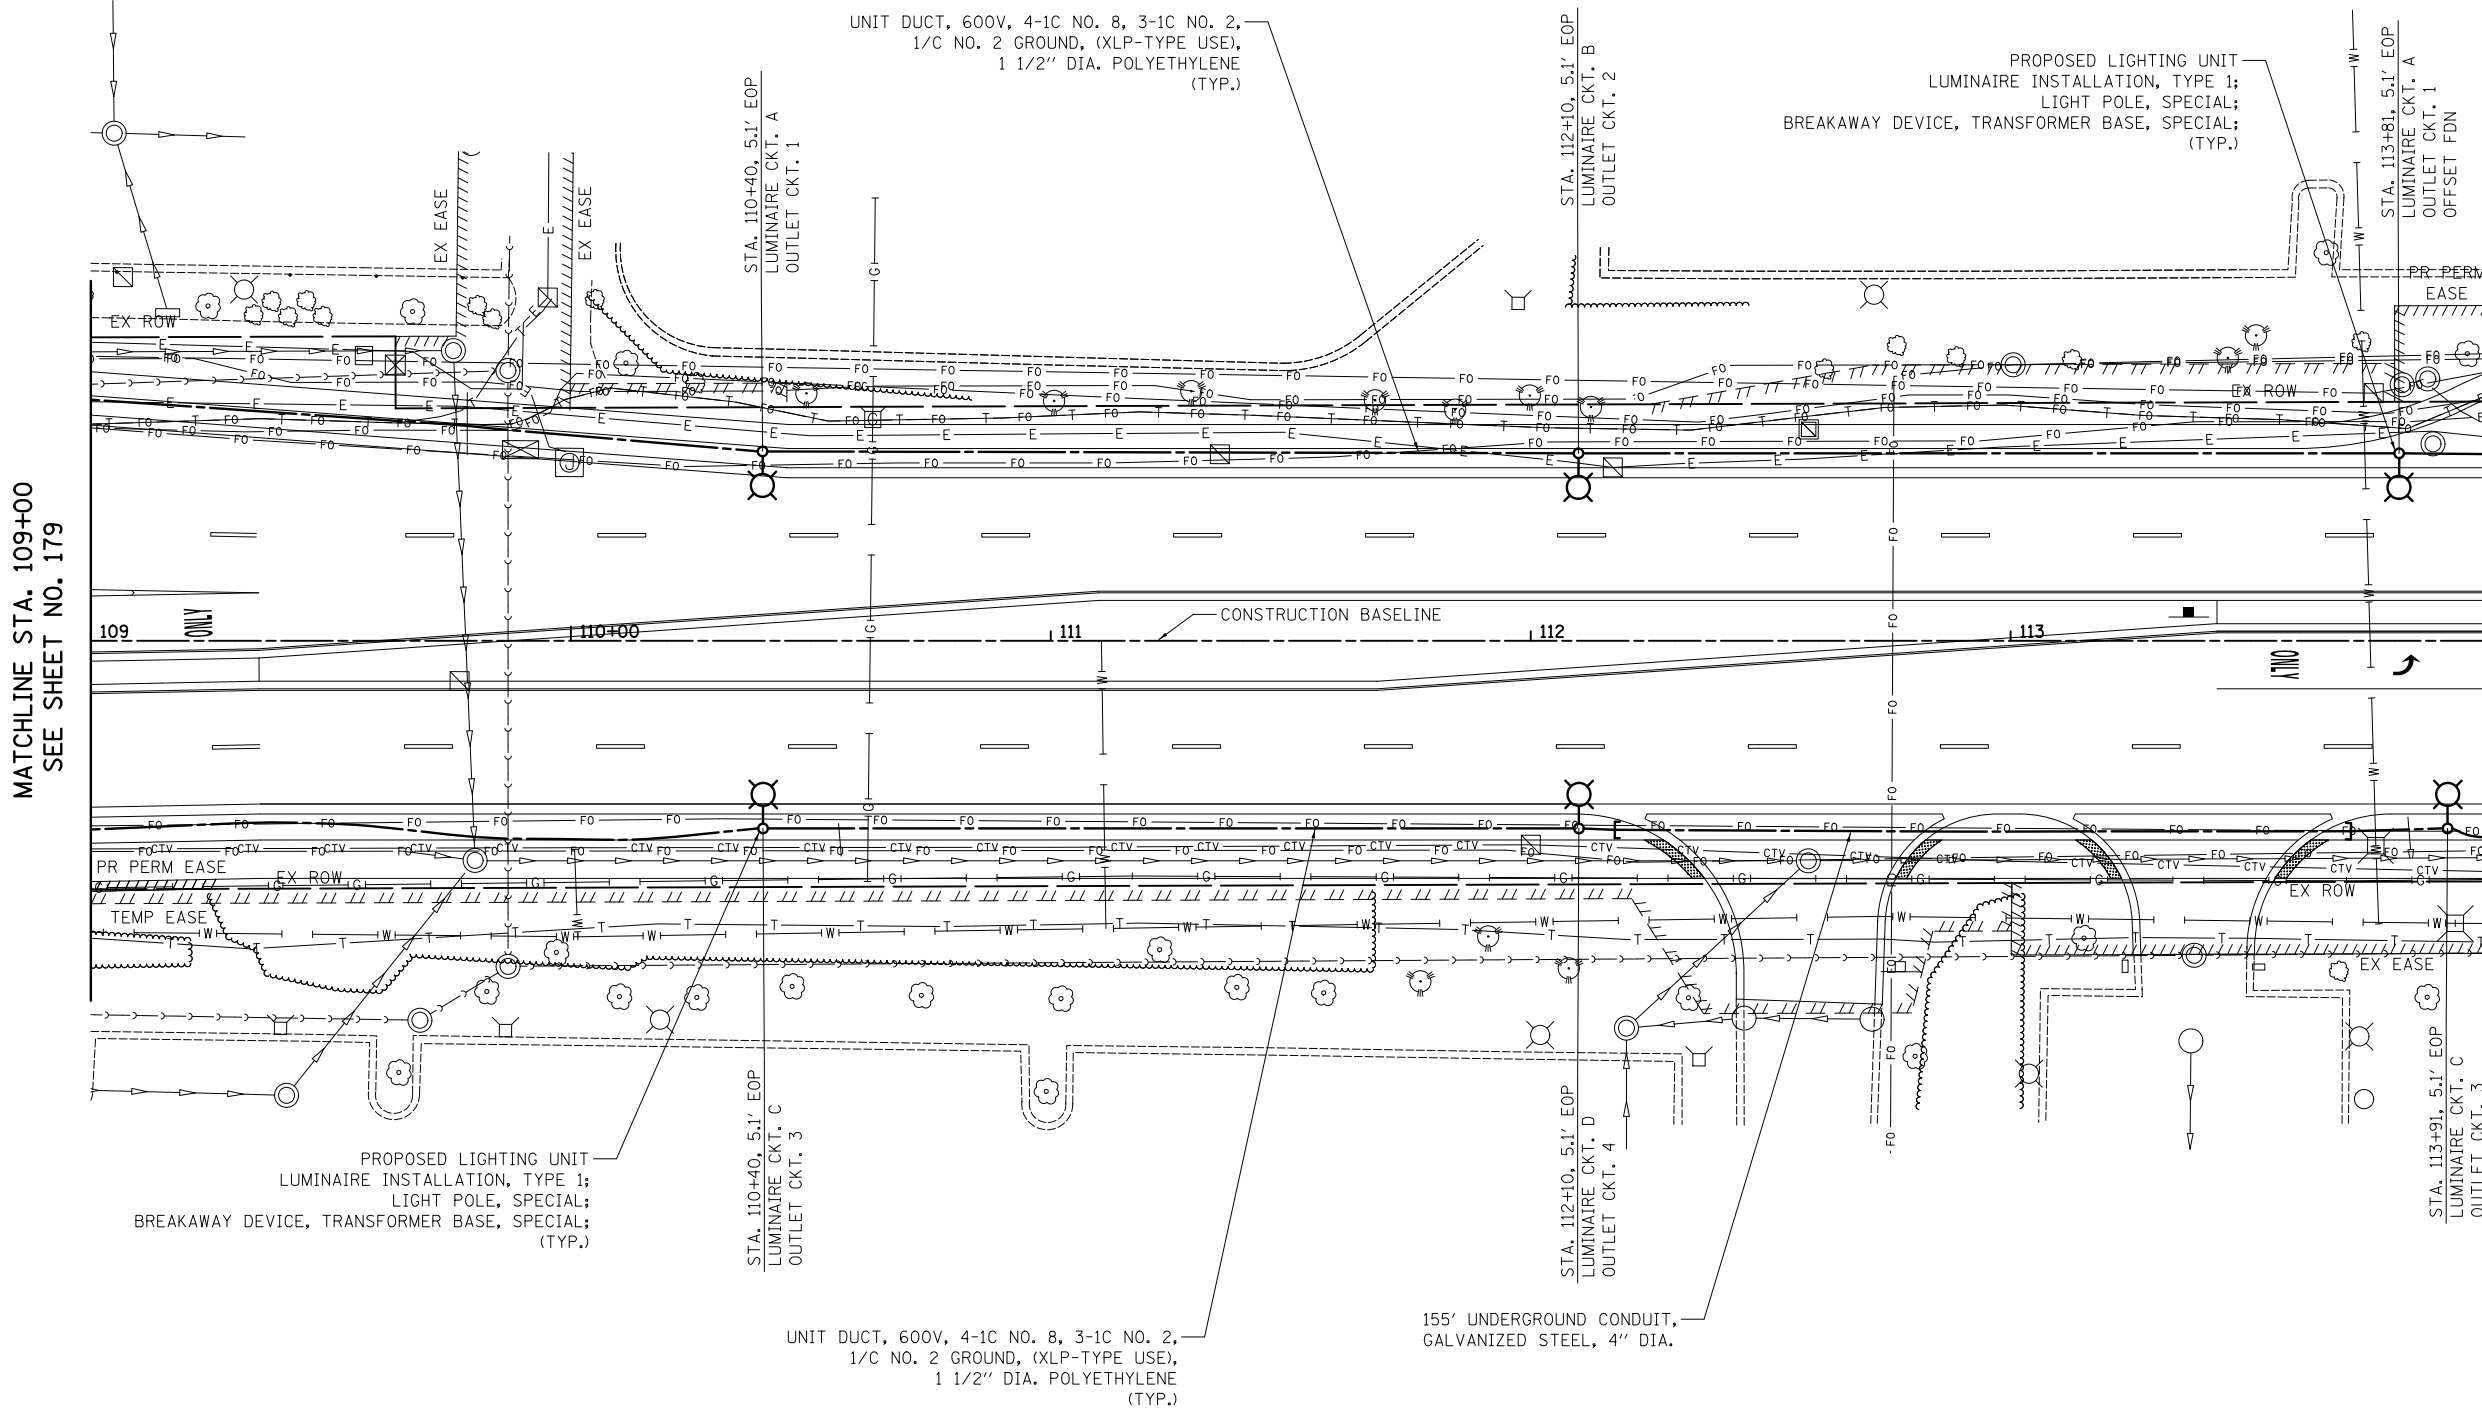 UNIT DUCT, 600V, 4-1C NO. 8, 3-1C NO. 2,
1/C NO. 2 GROUND, (XLP-TYPE USE),
1 1/2" DIA. POLYETHYLENE
(TYP.)
PROPOSED LIGHTING UNIT
LUMINAIRE INSTALLATION, TYPE 1;
LIGHT POLE, SPECIAL;
BREAKAWAY DEVICE, TRANSFORMER BASE, SPECIAL;
(TYP.)
STA. 110+40, 5.1' EOP
LUMINAIRE CKT. A
OUTLET CKT. 1
STA. 112+10, 5.1' EOP
LUMINAIRE CKT. B
OUTLET CKT. 2
STA. 113+81, 5.1' EOP
LUMINAIRE CKT. A
OUTLET CKT. 1
OFFSET FDN
EX EASE
EX EASE
PR PERM
EASE
EX ROW
EX ROW
MATCHLINE STA. 109+00
SEE SHEET NO. 179
ONLY
CONSTRUCTION BASELINE
109
110+00
111
112
113
ONLY
PR PERM EASE
EX ROW
TEMP EASE
EX ROW
EX EASE
STA. 110+40, 5.1' EOP
LUMINAIRE CKT. C
OUTLET CKT. 3
STA. 112+10, 5.1' EOP
LUMINAIRE CKT. D
OUTLET CKT. 4
STA. 113+91, 5.1' EOP
LUMINAIRE CKT. C
OUTLET CKT. 3
PROPOSED LIGHTING UNIT
LUMINAIRE INSTALLATION, TYPE 1;
LIGHT POLE, SPECIAL;
BREAKAWAY DEVICE, TRANSFORMER BASE, SPECIAL;
(TYP.)
UNIT DUCT, 600V, 4-1C NO. 8, 3-1C NO. 2,
1/C NO. 2 GROUND, (XLP-TYPE USE),
1 1/2" DIA. POLYETHYLENE
(TYP.)
155' UNDERGROUND CONDUIT,
GALVANIZED STEEL, 4" DIA.